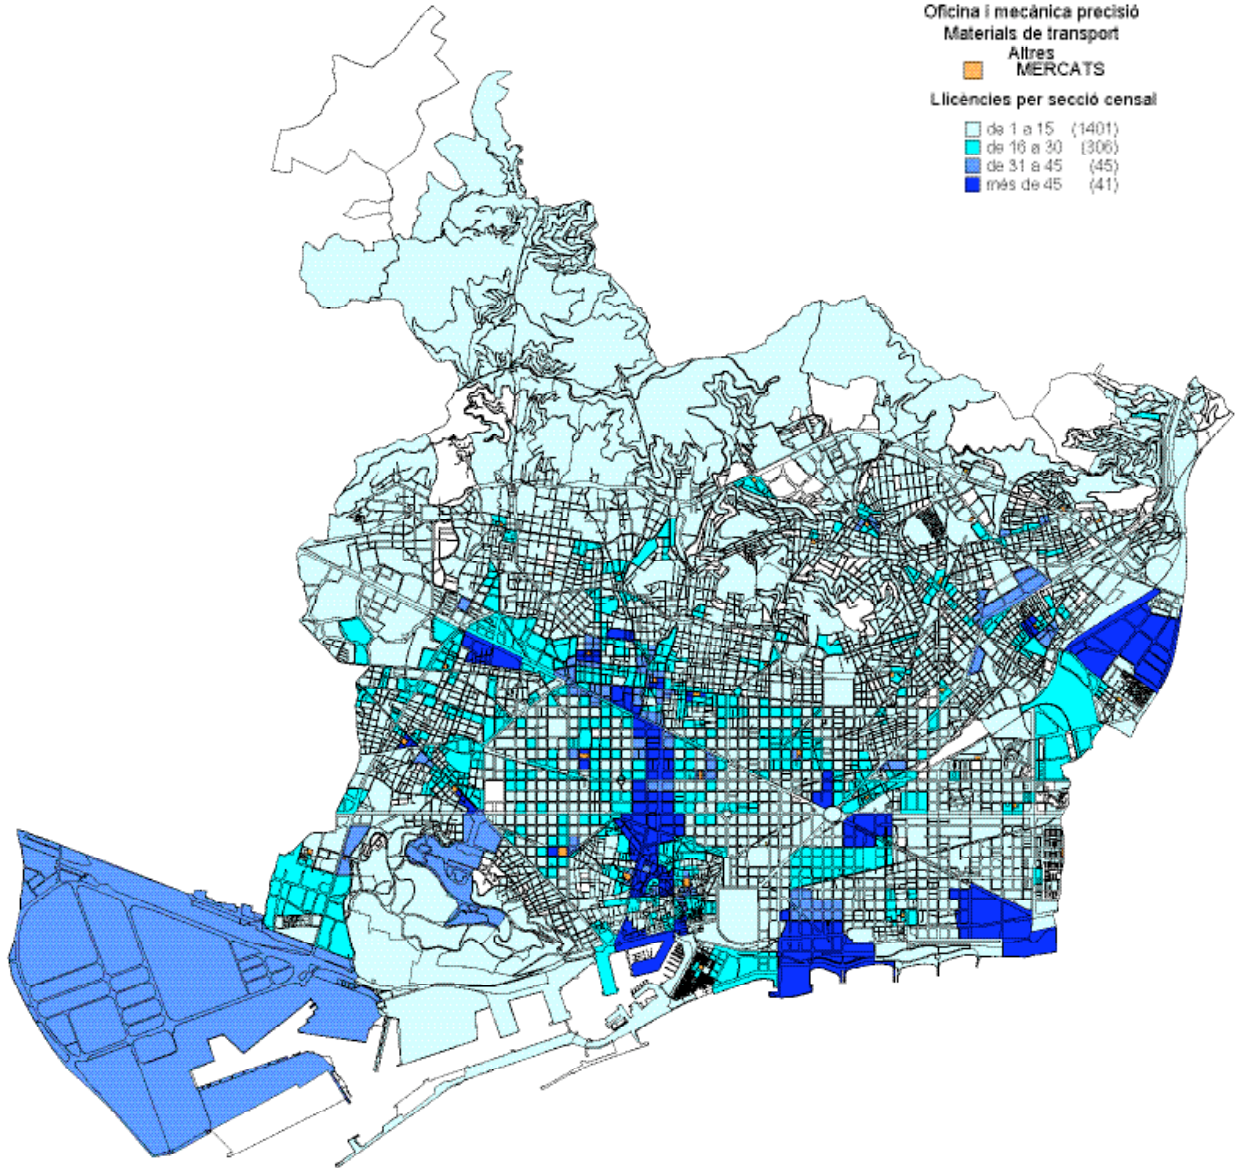 Oficina i mecànica precisió
Materials de transport
Altres
MERCATS
Llicències per secció censal
de 1 a 15 (1401)
de 16 a 30 (306)
de 31 a 45 (45)
més de 45 (41)